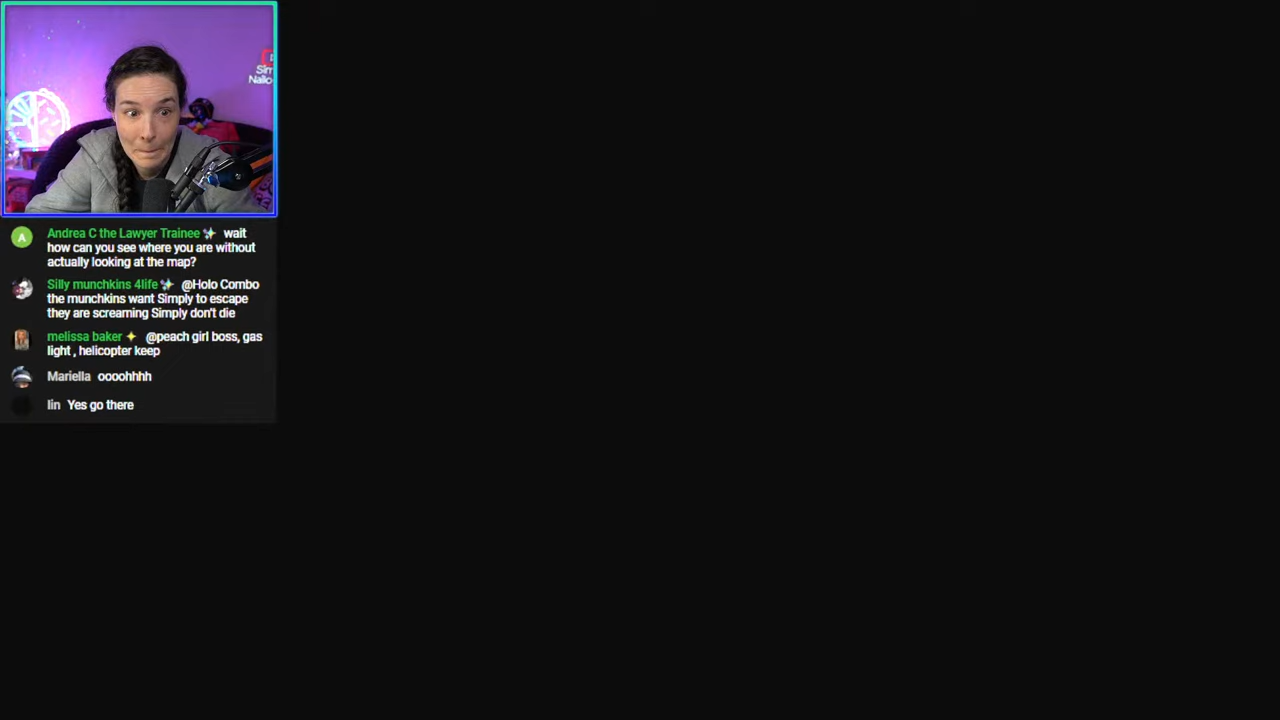 Sim
Nailo
A
Andrea C the Lawyer Trainee wait
how can you see where you are without
actually looking at the map?
Silly munchkins 4life @Holo Combo
the munchkins want Simply to escape
they are screaming Simply don't die
melissa baker @peach girl boss, gas
light , helicopter keep
Mariella oooohhhh
lin Yes go there